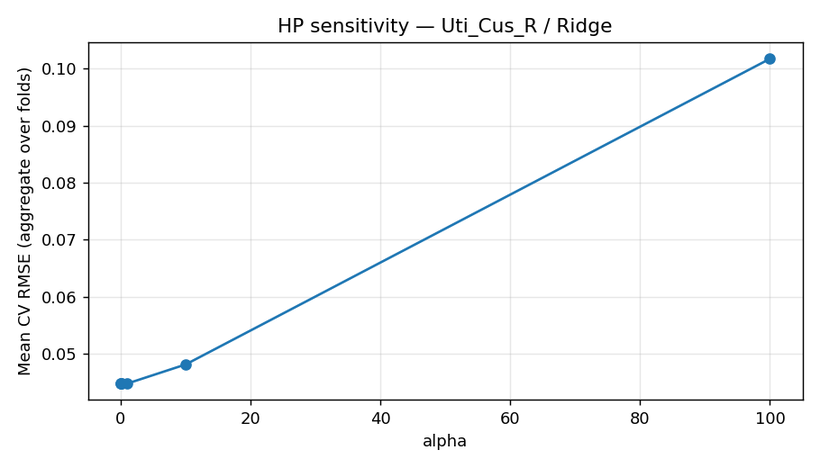 HP sensitivity — Uti_Cus_R / Ridge
Mean CV RMSE (aggregate over folds)
0.10
0.09
0.08
0.07
0.06
0.05
0 20 40 60 80 100
alpha